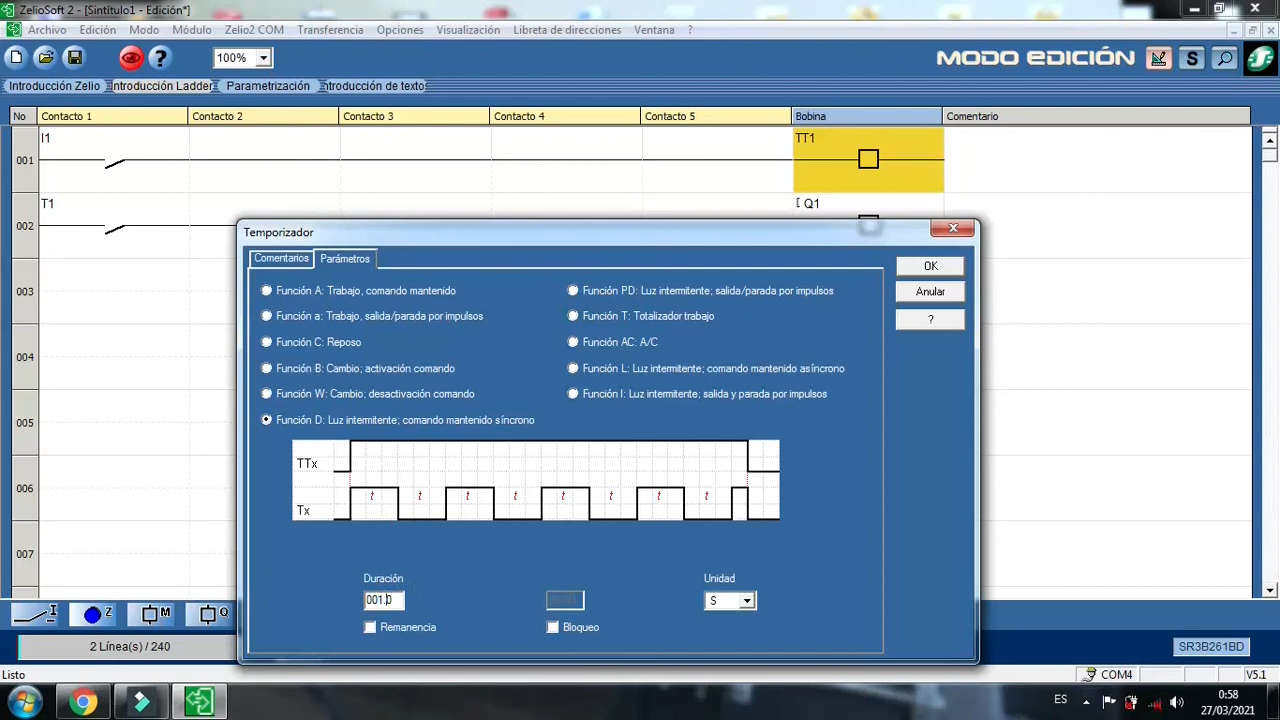 ZelioSoft 2 - [Sintítulo1 - Edición*]
Archivo Edición Modo Módulo Zelio2 COM Transferencia Opciones Visualización Libreta de direcciones Ventana ?
100% MODO EDICIÓN S
Introducción Zelio Introducción Ladder Parametrización ntroducción de texto
No Contacto 1 Contacto 2 Contacto 3 Contacto 4 Contacto 5 Bobina Comentario
I1 TT1
001
T1 [ Q1
002
Temporizador
Comentarios Parámetros
OK
Anular
?
Función A: Trabajo, comando mantenido
Función a: Trabajo, salida/parada por impulsos
Función C: Reposo
Función B: Cambio; activación comando
Función W: Cambio; desactivación comando
Función D: Luz intermitente; comando mantenido síncrono
Función PD: Luz intermitente; salida/parada por impulsos
Función T: Totalizador trabajo
Función AC: A/C
Función L: Luz intermitente; comando mantenido asíncrono
Función l: Luz intermitente; salida y parada por impulsos
TTx
t t t t t t t t
Tx
Duración Unidad
001.0 S
Remanencia Bloqueo
003
004
005
006
007
I Z M Q
2 Línea(s) / 240 SR3B261BD
Listo COM4 V5.1
ES 0:58
27/03/2021